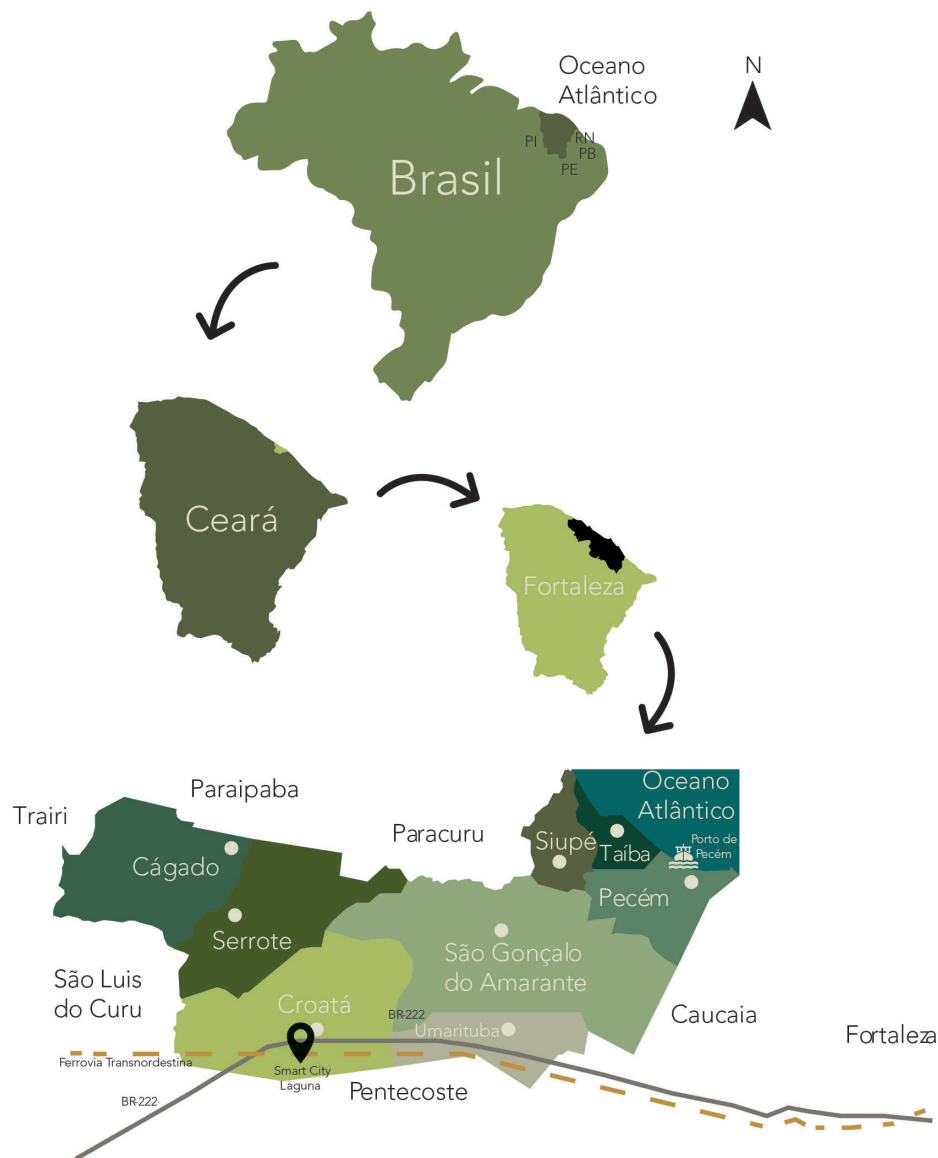 Oceano
Atlântico
N
PI
RN
PB
PE
Brasil
Ceará
Fortaleza
Oceano
Atlântico
Paraipaba
Trairi
Paracuru
Siupé
Taíba
Porto de
Pecém
Cágado
Pecém
Serrote
São Gonçalo
do Amarante
São Luis
do Curu
Croatá
BR-222
Umarituba
Caucaia
Fortaleza
Ferrovia Transnordestina
Smart City
Laguna
Pentecoste
BR-222